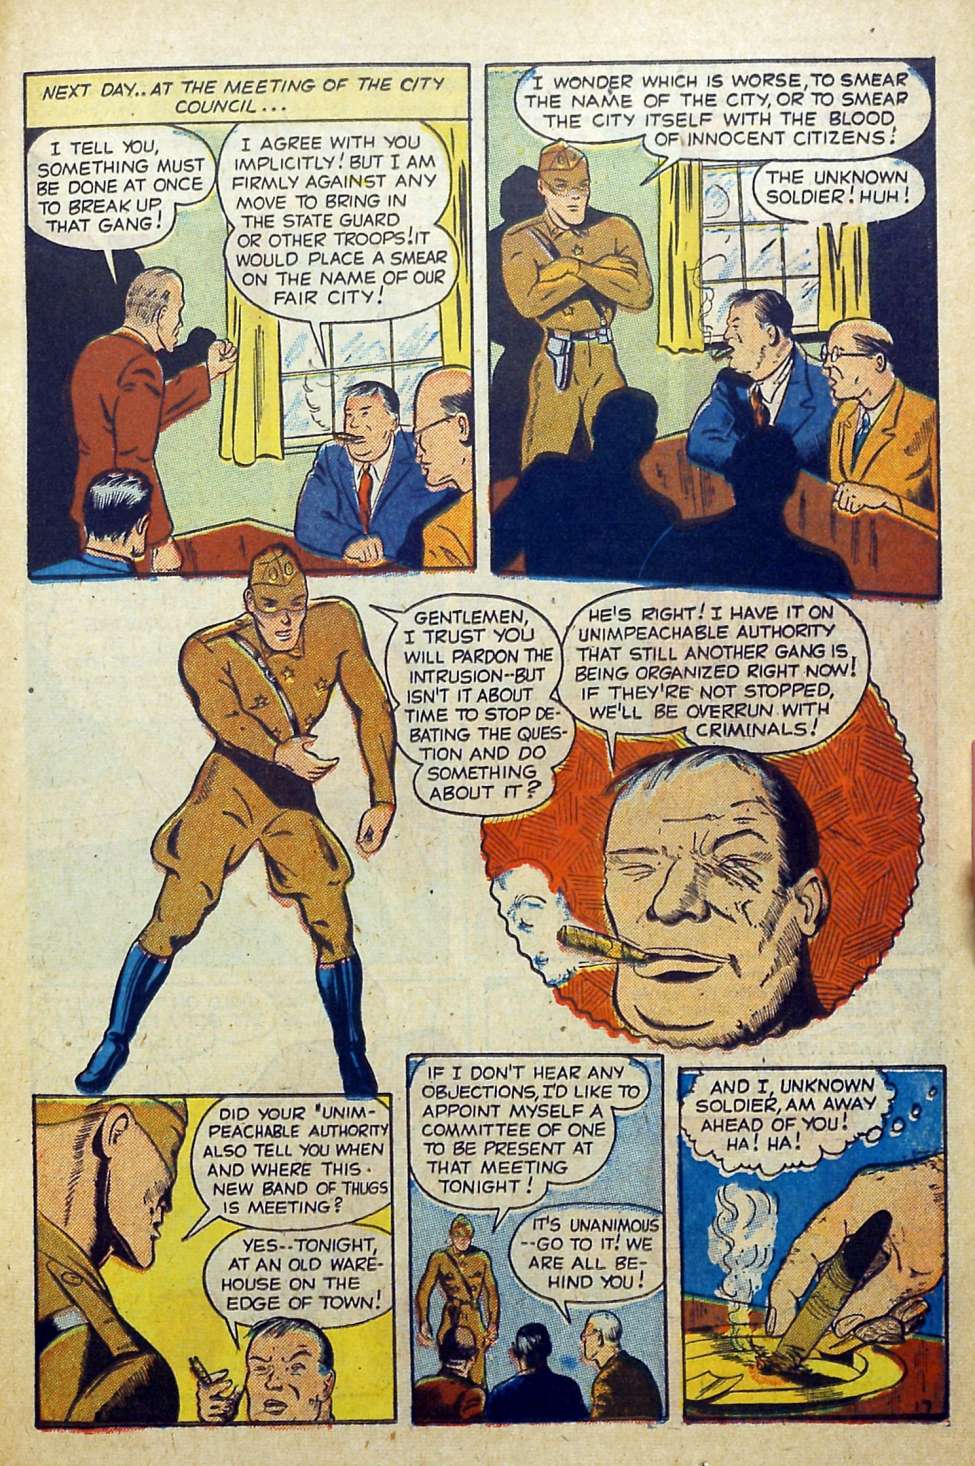 NEXT DAY..AT THE MEETING OF THE CITY
COUNCIL...
I TELL YOU,
SOMETHING MUST
BE DONE AT ONCE
TO BREAK UP
THAT GANG!
I AGREE WITH YOU
IMPLICITLY! BUT I AM
FIRMLY AGAINST ANY
MOVE TO BRING IN
THE STATE GUARD
OR OTHER TROOPS! IT
WOULD PLACE A SMEAR
ON THE NAME OF OUR
FAIR CITY!
I WONDER WHICH IS WORSE, TO SMEAR
THE NAME OF THE CITY, OR TO SMEAR
THE CITY ITSELF WITH THE BLOOD
OF INNOCENT CITIZENS!
THE UNKNOWN
SOLDIER! HUH!
GENTLEMEN,
I TRUST YOU
WILL PARDON THE
INTRUSION--BUT
ISN'T IT ABOUT
TIME TO STOP DE-
BATING THE QUES-
TION AND DO
SOMETHING
ABOUT IT?
HE'S RIGHT! I HAVE IT ON
UNIMPEACHABLE AUTHORITY
THAT STILL ANOTHER GANG IS
BEING ORGANIZED RIGHT NOW!
IF THEY'RE NOT STOPPED,
WE'LL BE OVERRUN WITH
CRIMINALS!
DID YOUR "UNIM-
PEACHABLE AUTHORITY
ALSO TELL YOU WHEN
AND WHERE THIS
NEW BAND OF THUGS
IS MEETING?
YES--TONIGHT,
AT AN OLD WARE-
HOUSE ON THE
EDGE OF TOWN!
IF I DON'T HEAR ANY
OBJECTIONS, I'D LIKE TO
APPOINT MYSELF A
COMMITTEE OF ONE
TO BE PRESENT AT
THAT MEETING
TONIGHT!
IT'S UNANIMOUS
--GO TO IT! WE
ARE ALL BE-
HIND YOU!
AND I, UNKNOWN
SOLDIER, AM AWAY
AHEAD OF YOU!
HA! HA!
17